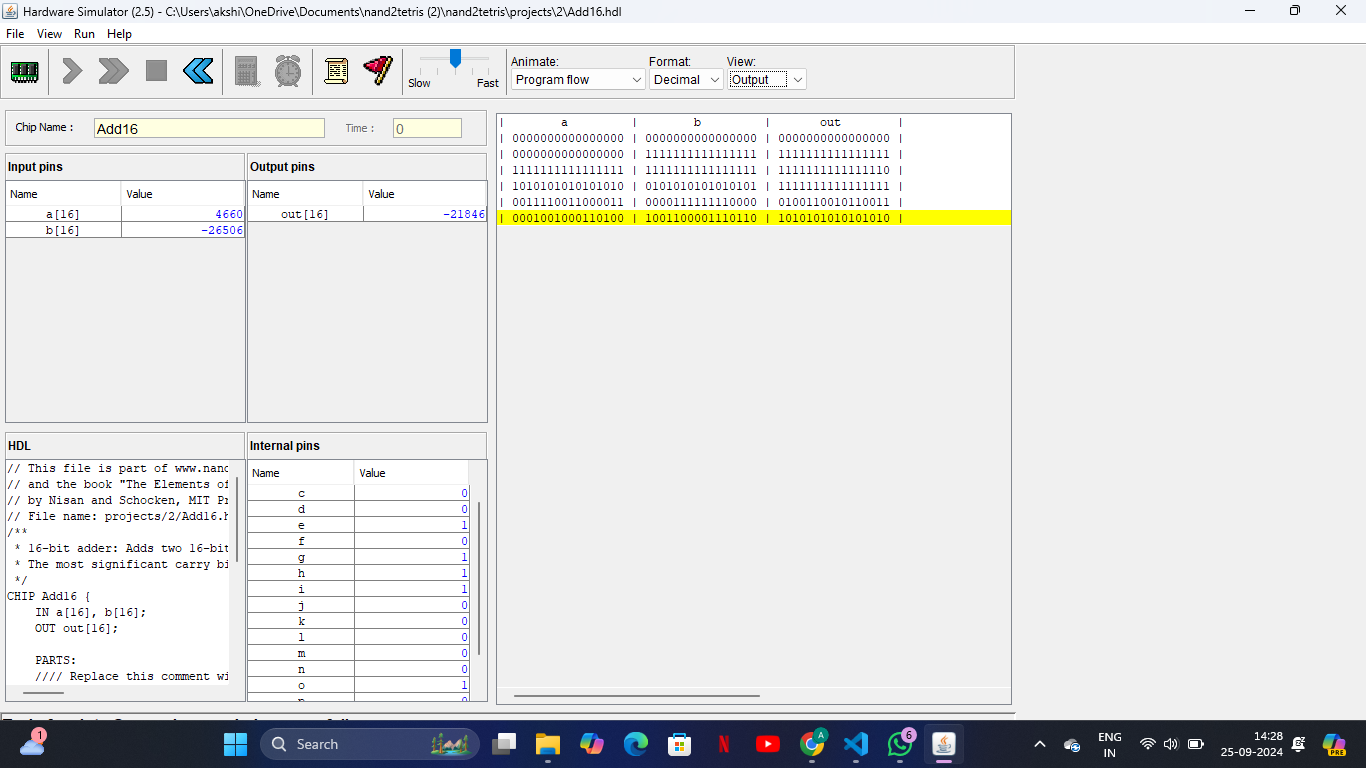 Hardware Simulator (2.5) - C:\Users\akshi\OneDrive\Documents\nand2tetris (2)\nand2tetris\projects\2\Add16.hdl
File View Run Help
Slow Fast
Animate: Format: View:
Program flow Decimal Output
Chip Name : Add16 Time : 0
Input pins Output pins
Name Value Name Value
a[16] 4660 out[16] -21846
b[16] -26506
| a | b | out |
| 0000000000000000 | 0000000000000000 | 0000000000000000 |
| 0000000000000000 | 1111111111111111 | 1111111111111111 |
| 1111111111111111 | 1111111111111111 | 1111111111111110 |
| 1010101010101010 | 0101010101010101 | 1111111111111111 |
| 0011110011000011 | 0000111111110000 | 0100110010110011 |
| 0001001000110100 | 1001100001110110 | 1010101010101010 |
HDL
// This file is part of www.nand
// and the book "The Elements of
// by Nisan and Schocken, MIT Pr
// File name: projects/2/Add16.h
/**
* 16-bit adder: Adds two 16-bit
* The most significant carry bi
*/
CHIP Add16 {
IN a[16], b[16];
OUT out[16];
PARTS:
//// Replace this comment wi
Internal pins
Name Value
c 0
d 0
e 1
f 0
g 1
h 1
i 1
j 0
k 0
l 0
m 0
n 0
o 1
1
Search
A
6
ENG
IN
14:28
25-09-2024
PRE